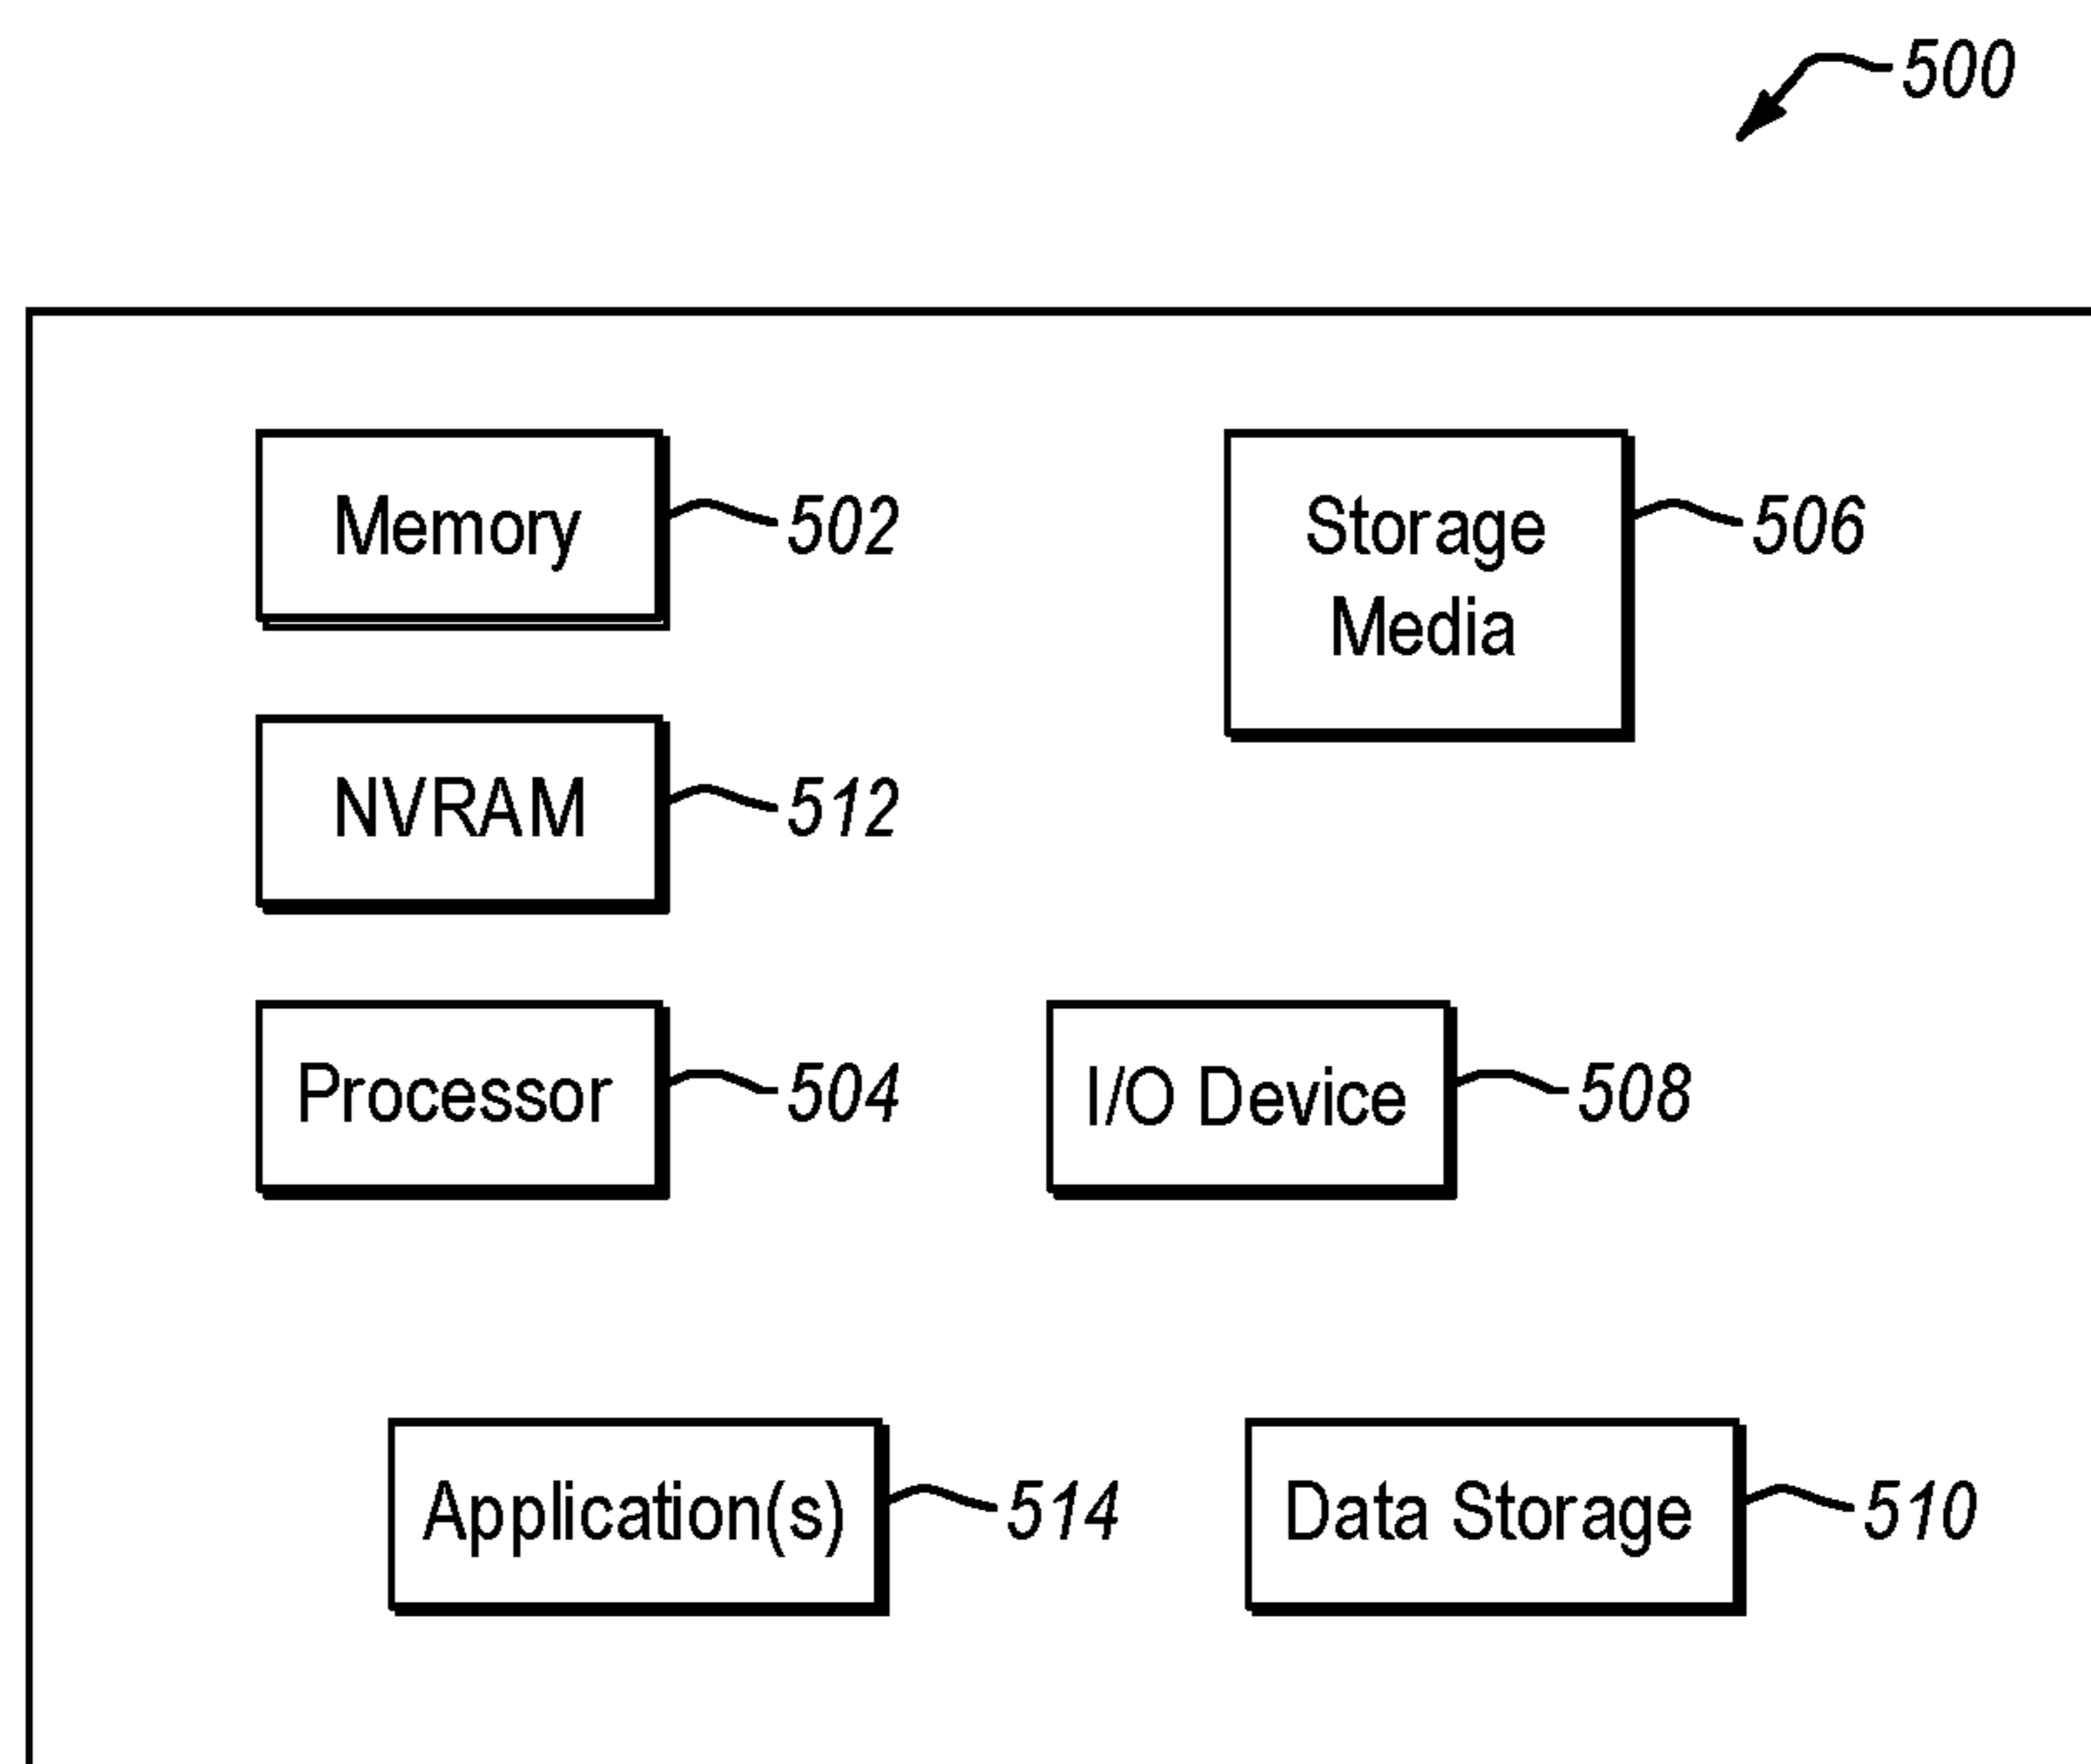 500
Memory 502
Storage 506
Media
NVRAM 512
Processor 504
I/O Device 508
Application(s) 514
Data Storage 510